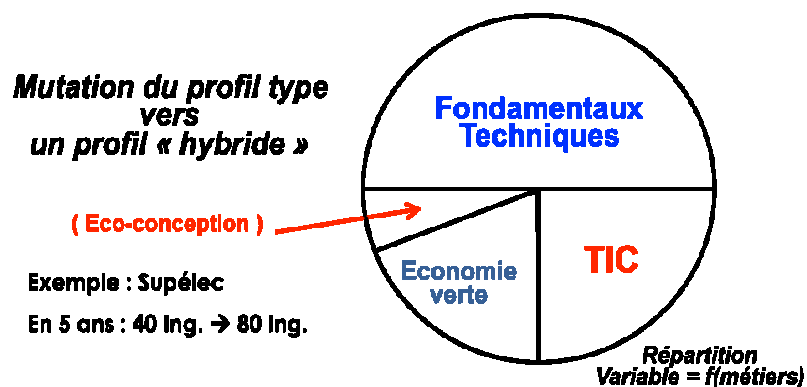 Mutation du profil type
vers
un profil « hybride »
( Eco-conception )
Exemple : Supélec
En 5 ans : 40 Ing. → 80 Ing.
Fondamentaux
Techniques
Economie
verte
TIC
Répartition
Variable = f(métiers)